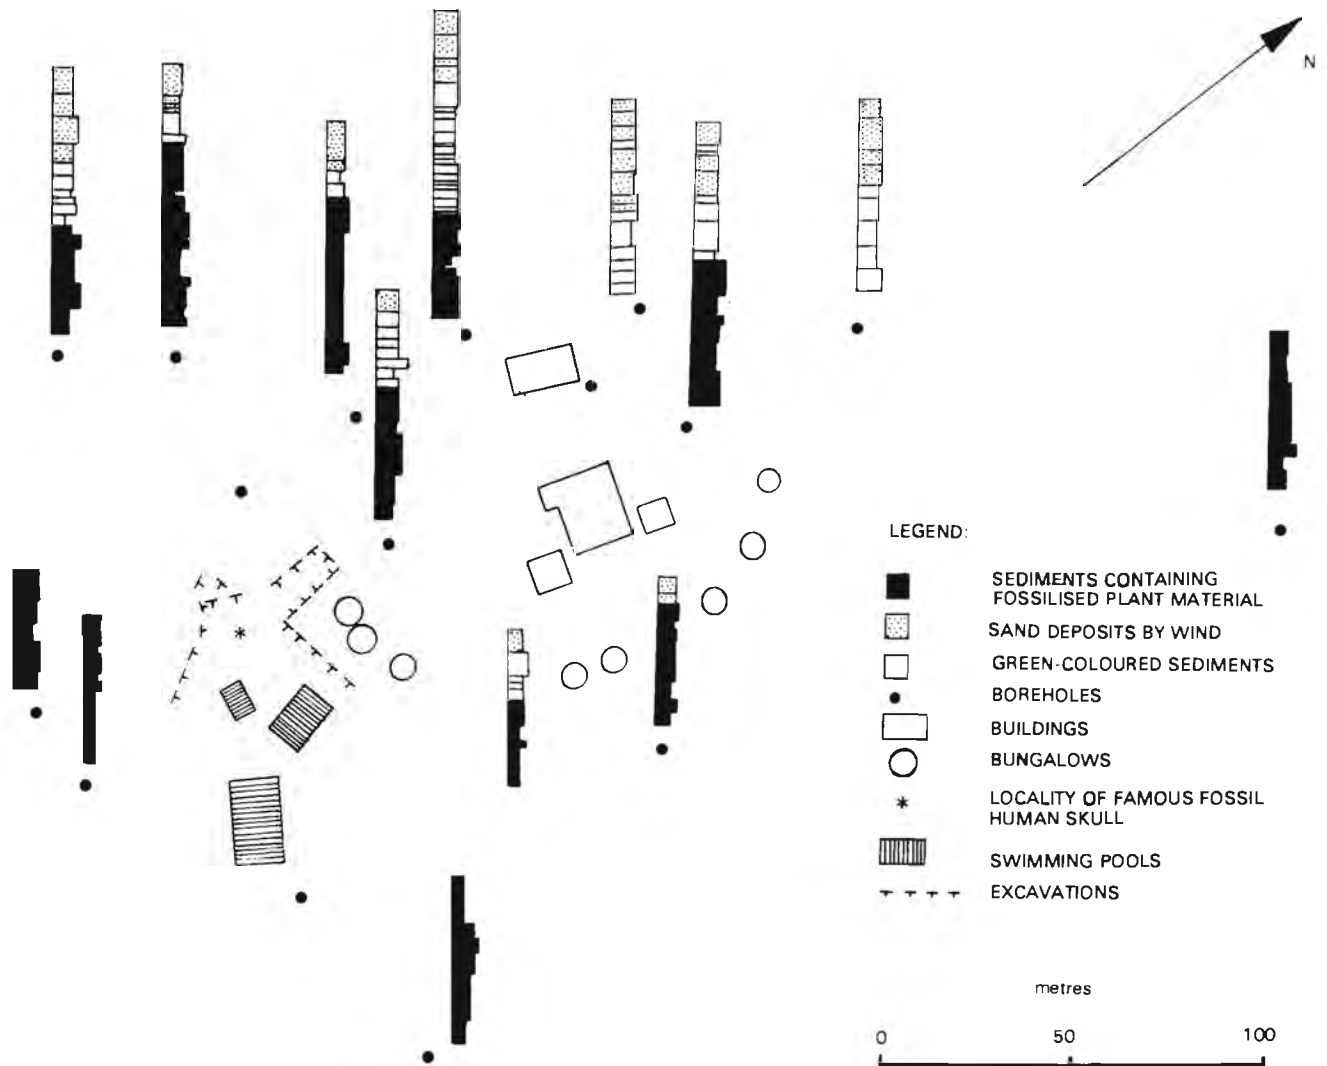 N
LEGEND:
SEDIMENTS CONTAINING
FOSSILISED PLANT MATERIAL
SAND DEPOSITS BY WIND
GREEN-COLOURED SEDIMENTS
BOREHOLES
BUILDINGS
BUNGALOWS
LOCALITY OF FAMOUS FOSSIL
HUMAN SKULL
SWIMMING POOLS
EXCAVATIONS
metres
0 50 100